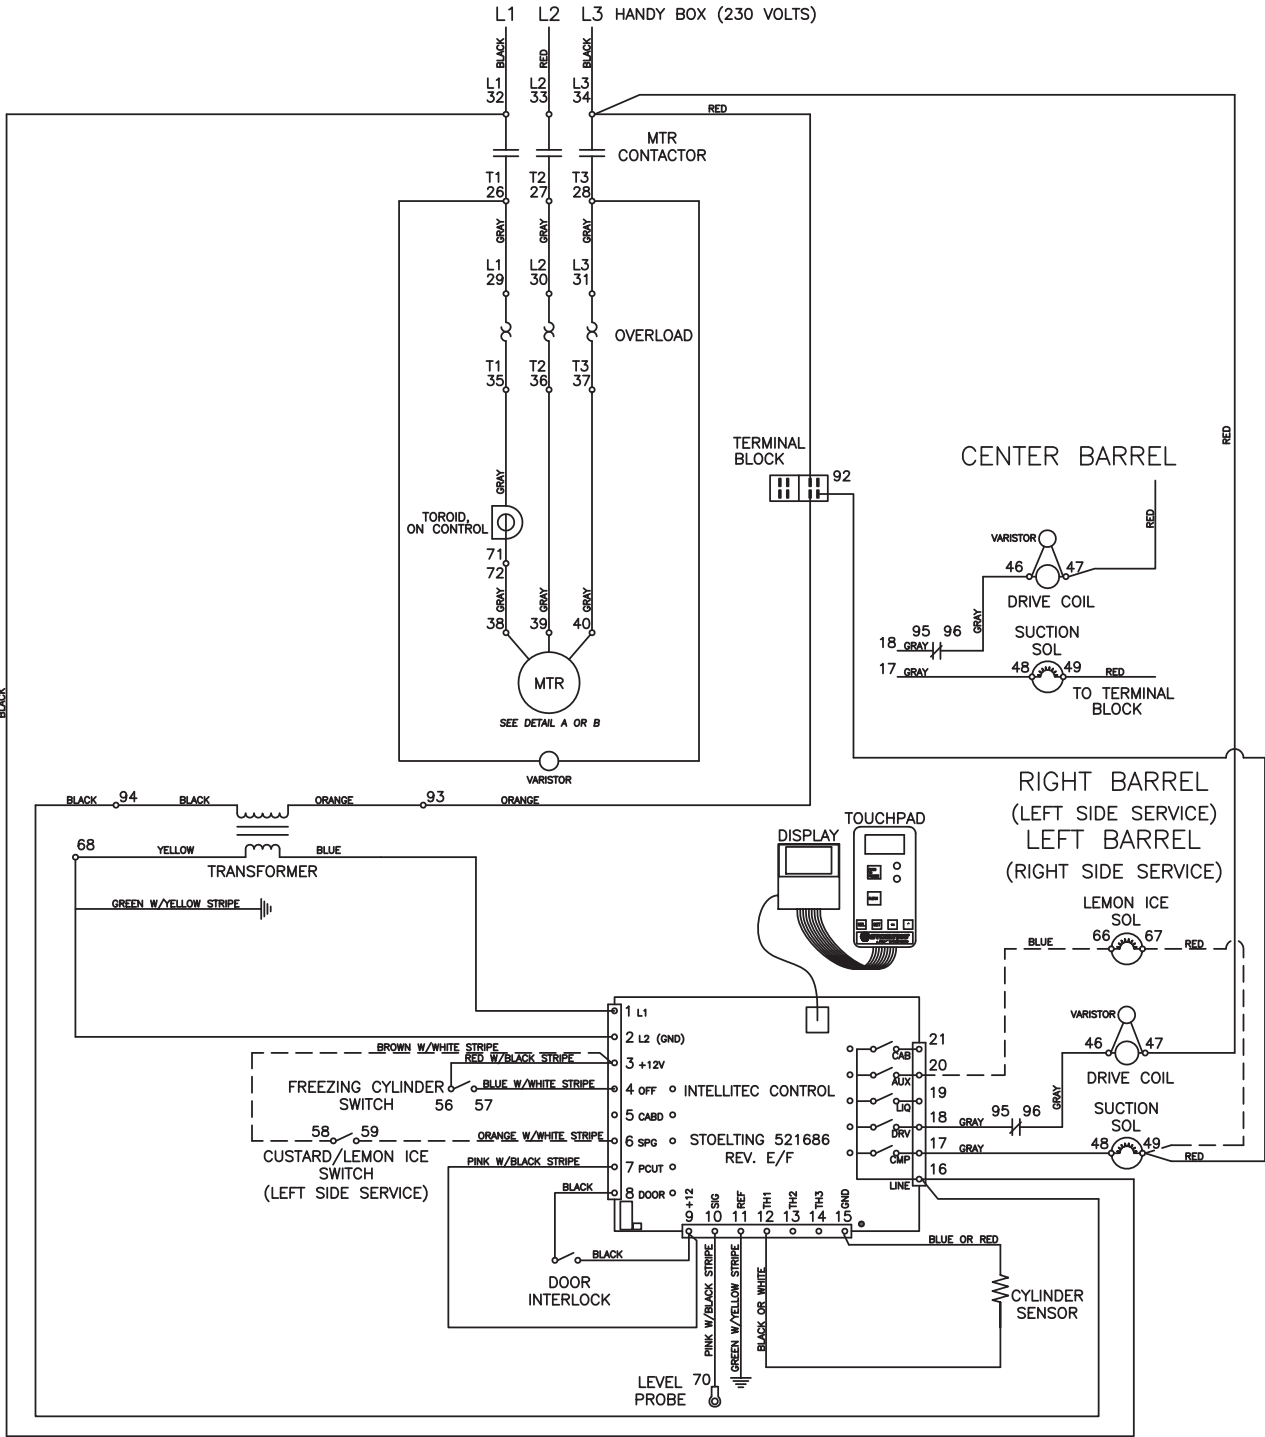 L1 L2 L3 HANDY BOX (230 VOLTS)
BLACK RED BLACK
L1 L2 L3
32 33 34
RED
MTR
CONTACTOR
T1 T2 T3
26 27 28
GRAY GRAY GRAY
L1 L2 L3
29 30 31
OVERLOAD
T1 T2 T3
35 36 37
RED
TERMINAL
BLOCK
92
CENTER BARREL
GRAY
TOROID,
ON CONTROL
71
72
GRAY GRAY GRAY
38 39 40
MTR
SEE DETAIL A OR B
VARISTOR
RED
VARISTOR
46 47
DRIVE COIL
GRAY
SUCTION
SOL
18 GRAY 95 96
17 GRAY 48 49 RED
TO TERMINAL
BLOCK
BLACK
BLACK 94 BLACK ORANGE 93 ORANGE
68 YELLOW BLUE
TRANSFORMER
GREEN W/YELLOW STRIPE
RIGHT BARREL
(LEFT SIDE SERVICE)
LEFT BARREL
(RIGHT SIDE SERVICE)
DISPLAY
TOUCHPAD
LEMON ICE
SOL
BLUE 66 67 RED
VARISTOR
46 47
DRIVE COIL
GRAY
SUCTION
SOL
GRAY 95 96
GRAY 48 49 RED
1 L1
2 L2 (GND)
BROWN W/WHITE STRIPE
RED W/BLACK STRIPE
3 +12V
FREEZING CYLINDER
SWITCH
56 57
BLUE W/WHITE STRIPE
4 OFF
5 CABD
58 59
ORANGE W/WHITE STRIPE
6 SPG
CUSTARD/LEMON ICE
SWITCH
(LEFT SIDE SERVICE)
PINK W/BLACK STRIPE
7 PCUT
BLACK
8 DOOR
INTELLITEC CONTROL
STOELTING 521686
REV. E/F
CAB 21
AUX 20
LIQ 19
DRV 18
CMP 17
LINE 16
+12 SIG REF TH1 TH2 TH3 GND
9 10 11 12 13 14 15
BLACK
DOOR
INTERLOCK
PINK W/BLACK STRIPE
GREEN W/YELLOW STRIPE
BLACK OR WHITE
BLUE OR RED
CYLINDER
SENSOR
LEVEL
PROBE
70